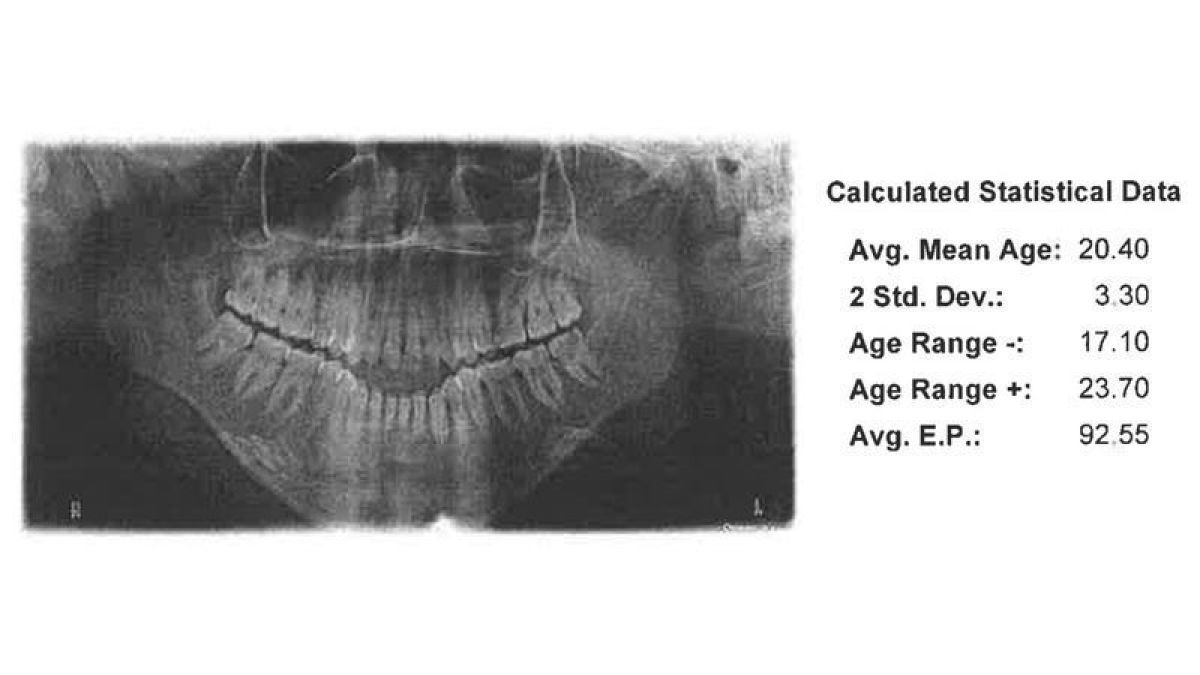 Calculated Statistical Data
Avg. Mean Age: 20.40
2 Std. Dev.: 3.30
Age Range -: 17.10
Age Range +: 23.70
Avg. E.P.: 92.55